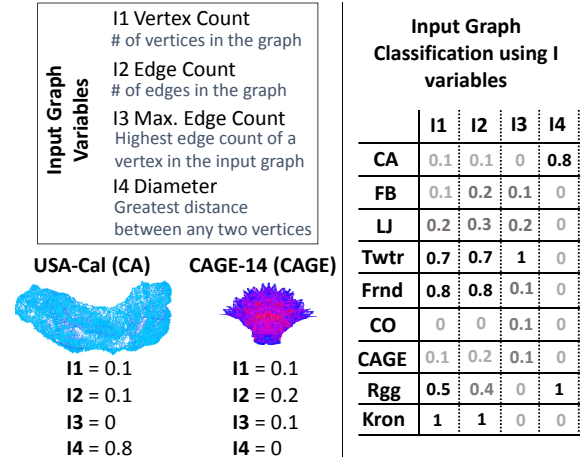 Input Graph Variables
I1 Vertex Count
# of vertices in the graph
I2 Edge Count
# of edges in the graph
I3 Max. Edge Count
Highest edge count of a
vertex in the input graph
I4 Diameter
Greatest distance
between any two vertices
USA-Cal (CA)
I1 = 0.1
I2 = 0.1
I3 = 0
I4 = 0.8
CAGE-14 (CAGE)
I1 = 0.1
I2 = 0.2
I3 = 0.1
I4 = 0
Input Graph
Classification using I
variables
I1 I2 I3 I4
CA 0.1 0.1 0 0.8
FB 0.1 0.2 0.1 0
LJ 0.2 0.3 0.2 0
Twtr 0.7 0.7 1 0
Frnd 0.8 0.8 0.1 0
CO 0 0 0.1 0
CAGE 0.1 0.2 0.1 0
Rgg 0.5 0.4 0 1
Kron 1 1 0 0